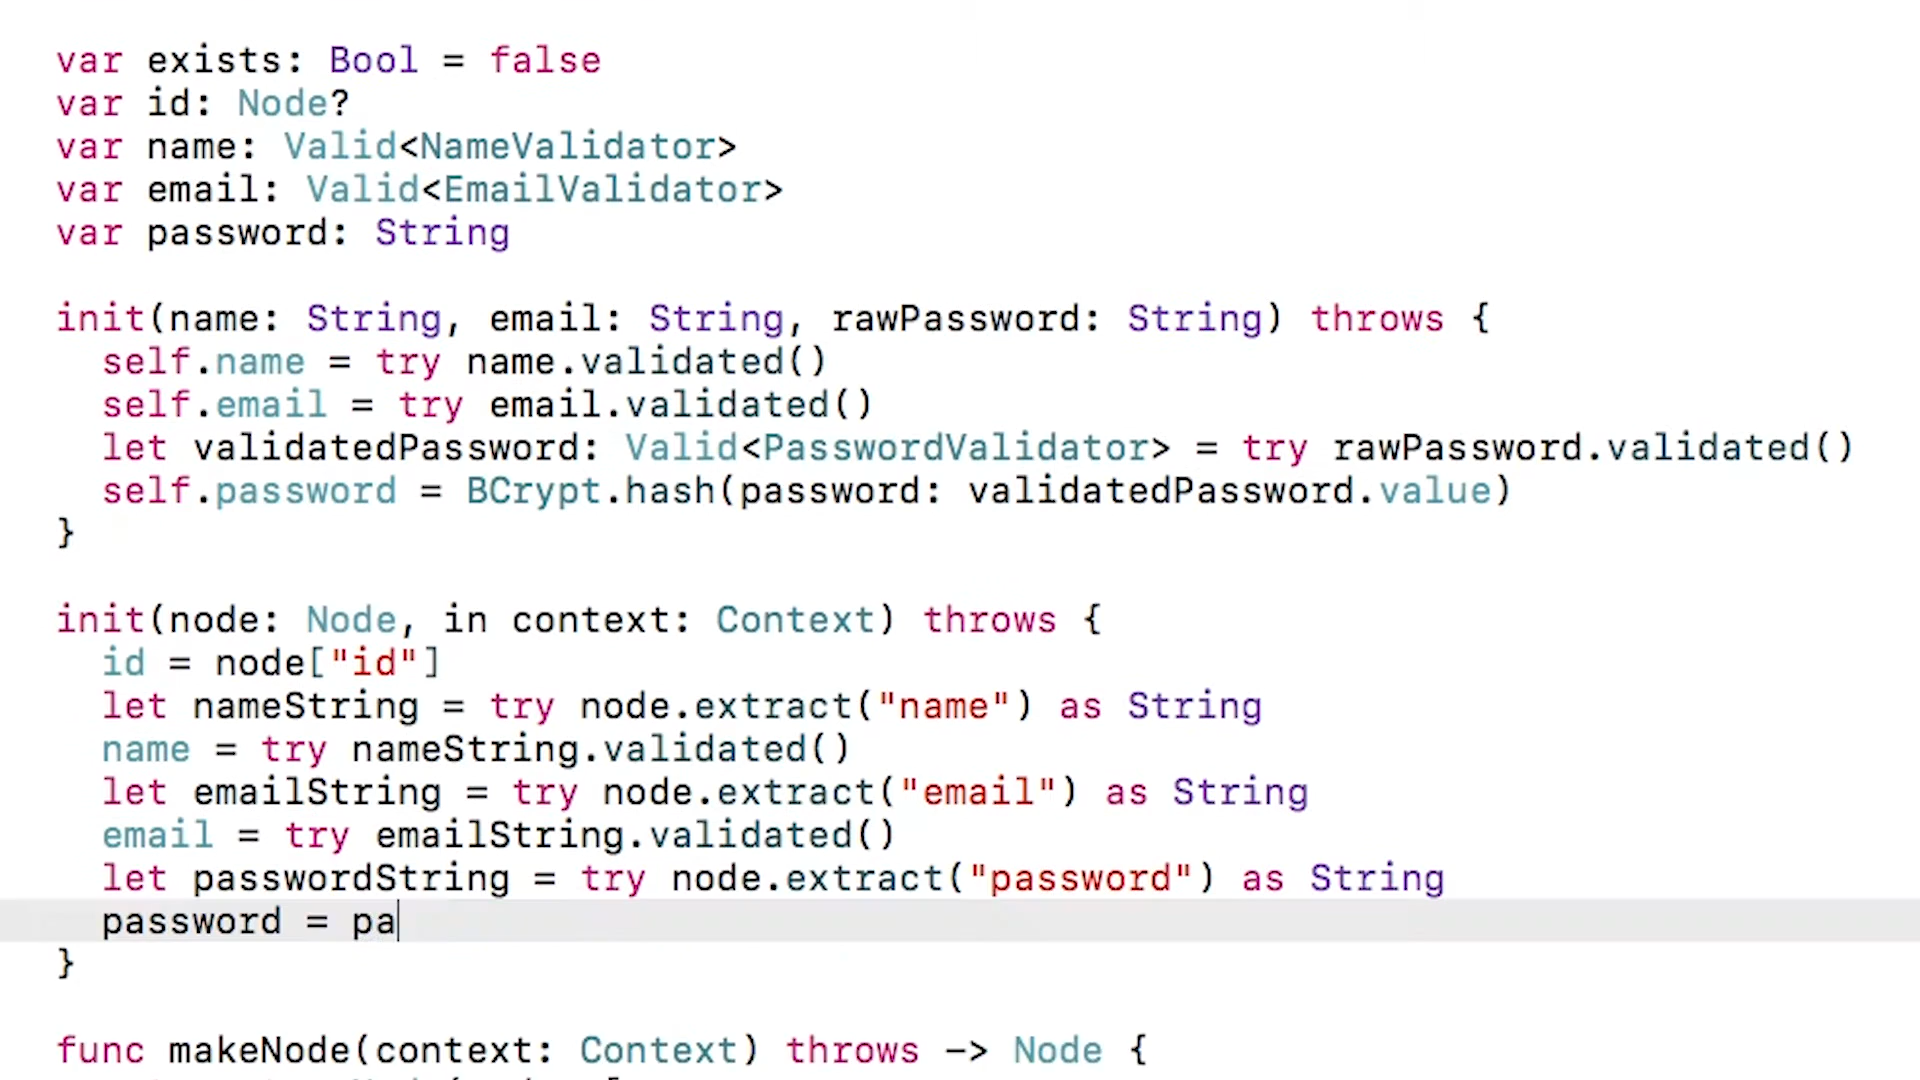 var exists: Bool = false
var id: Node?
var name: Valid<NameValidator>
var email: Valid<EmailValidator>
var password: String
init(name: String, email: String, rawPassword: String) throws {
self.name = try name.validated()
self.email = try email.validated()
let validatedPassword: Valid<PasswordValidator> = try rawPassword.validated()
self.password = BCrypt.hash(password: validatedPassword.value)
}
init(node: Node, in context: Context) throws {
id = node["id"]
let nameString = try node.extract("name") as String
name = try nameString.validated()
let emailString = try node.extract("email") as String
email = try emailString.validated()
let passwordString = try node.extract("password") as String
password = pa
}
func makeNode(context: Context) throws -> Node {